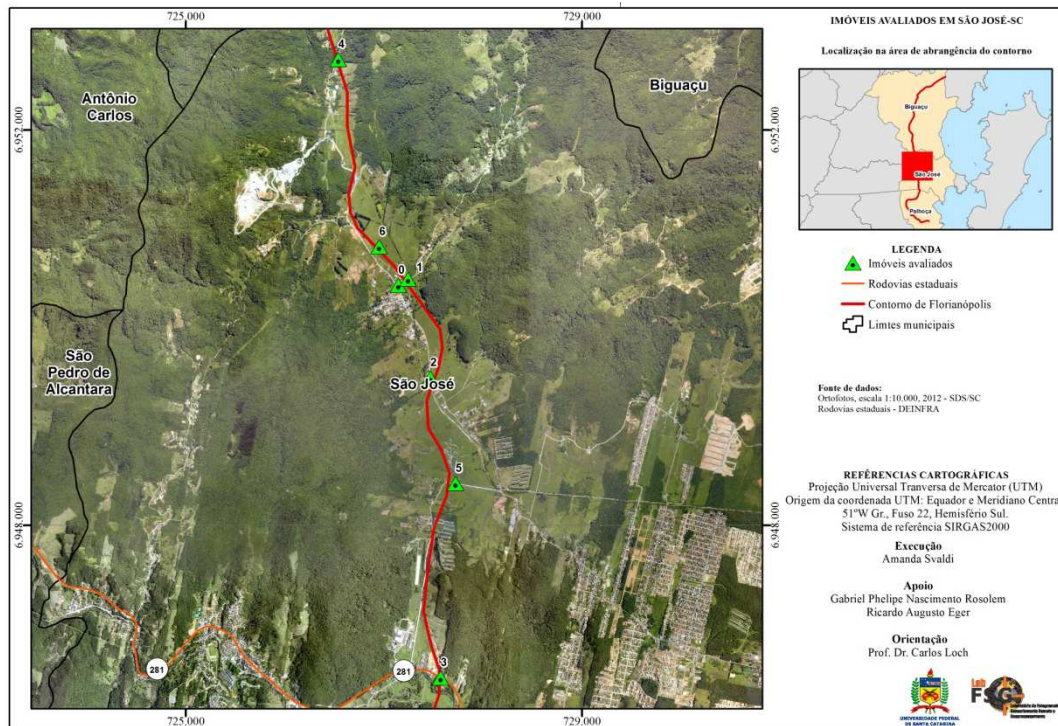 725.000
729.000
6.952.000
6.952.000
Antônio
Carlos
Biguaçu
4
6
0
1
2
São José
São
Pedro de
Alcantara
5
6.948.000
6.948.000
281
281
3
725.000
729.000
IMÓVEIS AVALIADOS EM SÃO JOSÉ-SC
Localização na área de abrangência do contorno
Biguaçu
São José
Palhoça
LEGENDA
Imóveis avaliados
Rodovias estaduais
Contorno de Florianópolis
Limtes municipais
Fonte de dados:
Ortofotos, escala 1:10.000, 2012 - SDS/SC
Rodovias estaduais - DEINFRA
REFÊRENCIAS CARTOGRÁFICAS
Projeção Universal Tranversa de Mercator (UTM)
Origem da coordenada UTM: Equador e Meridiano Central
51ºW Gr., Fuso 22, Hemisfério Sul.
Sistema de referência SIRGAS2000
Execução
Amanda Svaldi
Apoio
Gabriel Phelipe Nascimento Rosolem
Ricardo Augusto Eger
Orientação
Prof. Dr. Carlos Loch
UNIVERSIDADE FEDERAL
DE SANTA CATARINA
Lab
FSG